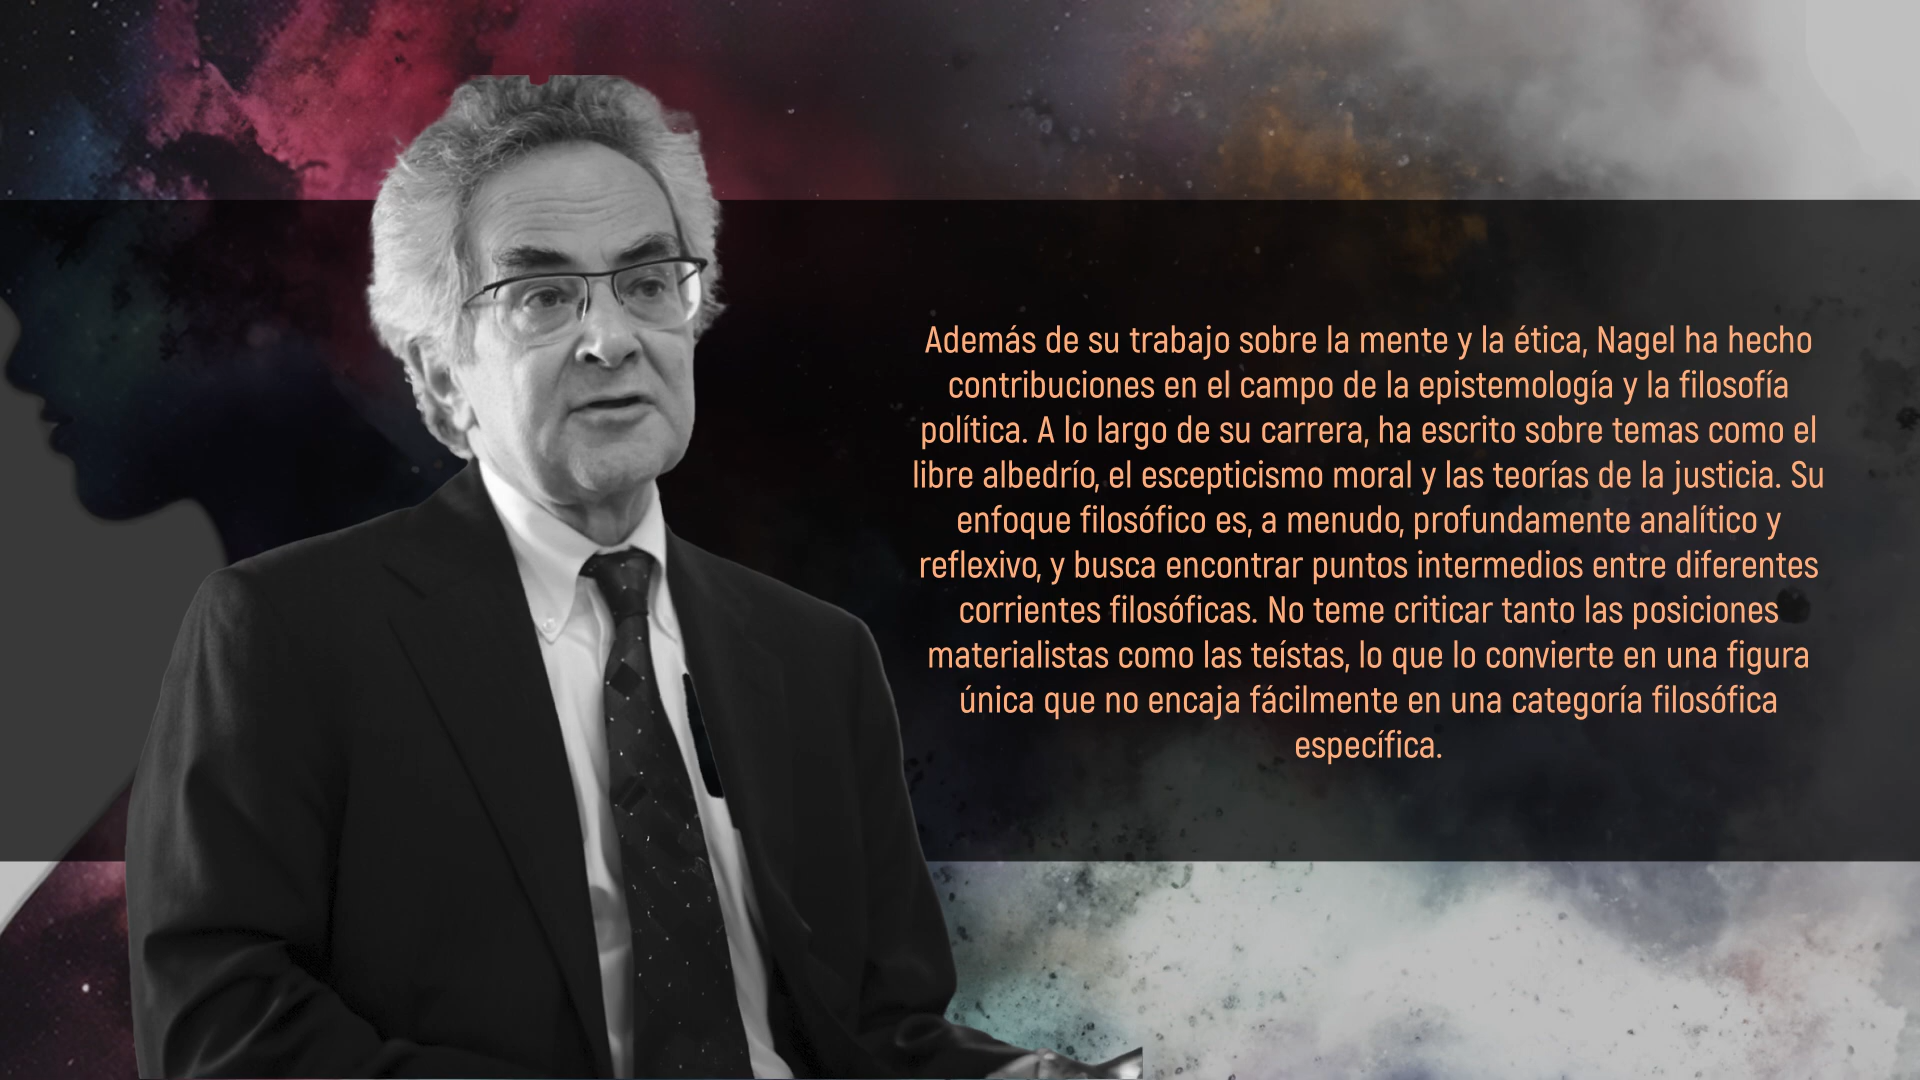 Además de su trabajo sobre la mente y la ética, Nagel ha hecho
contribuciones en el campo de la epistemología y la filosofía
política. A lo largo de su carrera, ha escrito sobre temas como el
libre albedrío, el escepticismo moral y las teorías de la justicia. Su
enfoque filosófico es, a menudo, profundamente analítico y
reflexivo, y busca encontrar puntos intermedios entre diferentes
corrientes filosóficas. No teme criticar tanto las posiciones
materialistas como las teístas, lo que lo convierte en una figura
única que no encaja fácilmente en una categoría filosófica
específica.